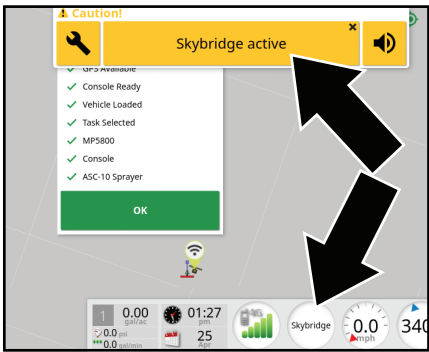 Caution!
Skybridge active
GPS Available
Console Ready
Vehicle Loaded
Task Selected
MP5800
Console
ASC-10 Sprayer
OK
1
0.00
gal/ac
0.0 psi
0.0 gal/min
01:27
pm
25
Apr
4G
Skybridge
0.0
mph
340